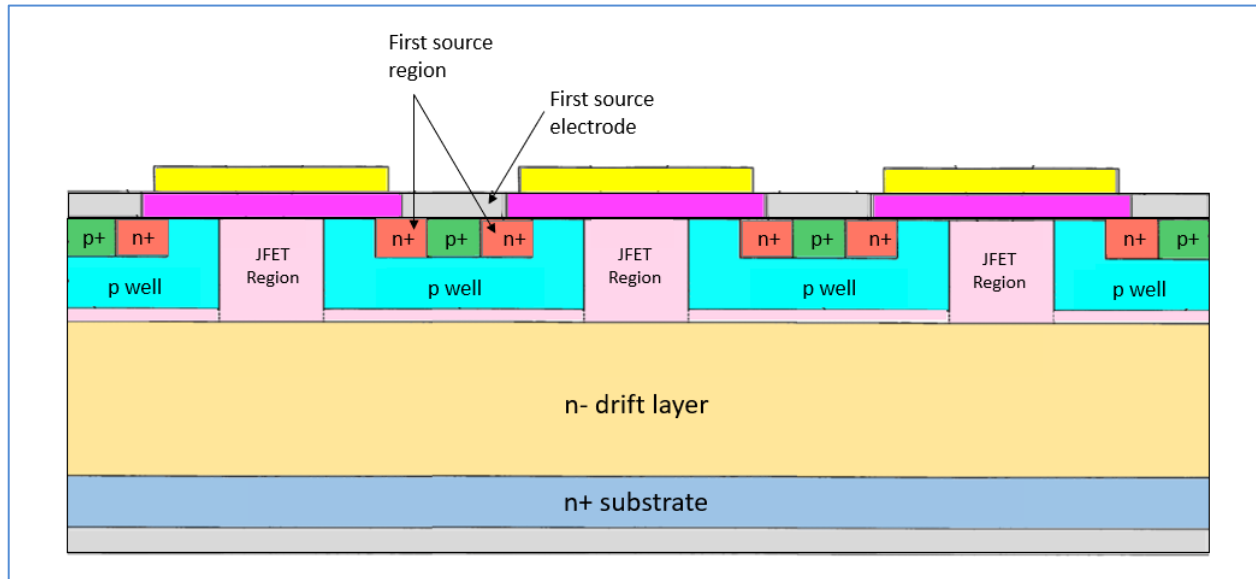 First source
region
First source
electrode
p+ n+ n+ p+ n+ n+ p+ n+ n+ p+
JFET
Region
JFET
Region
JFET
Region
p well p well p well p well
n- drift layer
n+ substrate